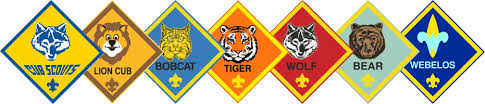 CUB SCOUTS
LION CUB
BOBCAT
TIGER
WOLF
BEAR
WEBELOS